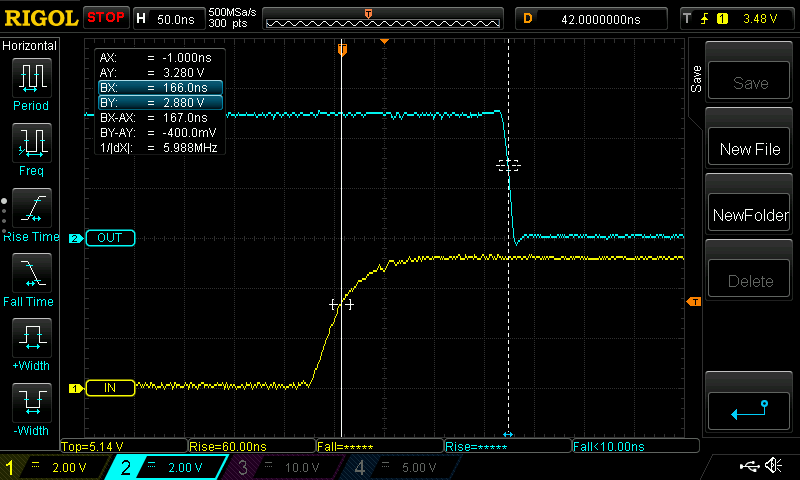 RIGOL STOP H 50.0ns 500MSa/s 300 pts T D 42.0000000ns T 1 3.48 V
Horizontal
Period
Freq
Rise Time
Fall Time
+Width
-Width
T
AX: = -1.000ns
AY: = 3.280 V
BX: = 166.0ns
BY: = 2.880 V
BX-AX: = 167.0ns
BY-AY: = -400.0mV
1/|dX|: = 5.988MHz
2 OUT
1 IN
T
Top=5.14 V Rise=60.00ns Fall=***** Rise=***** Fall<10.00ns
1 = 2.00 V 2 = 2.00 V 3 = 10.0 V 4 = 5.00 V
Save
Save
New File
NewFolder
Delete